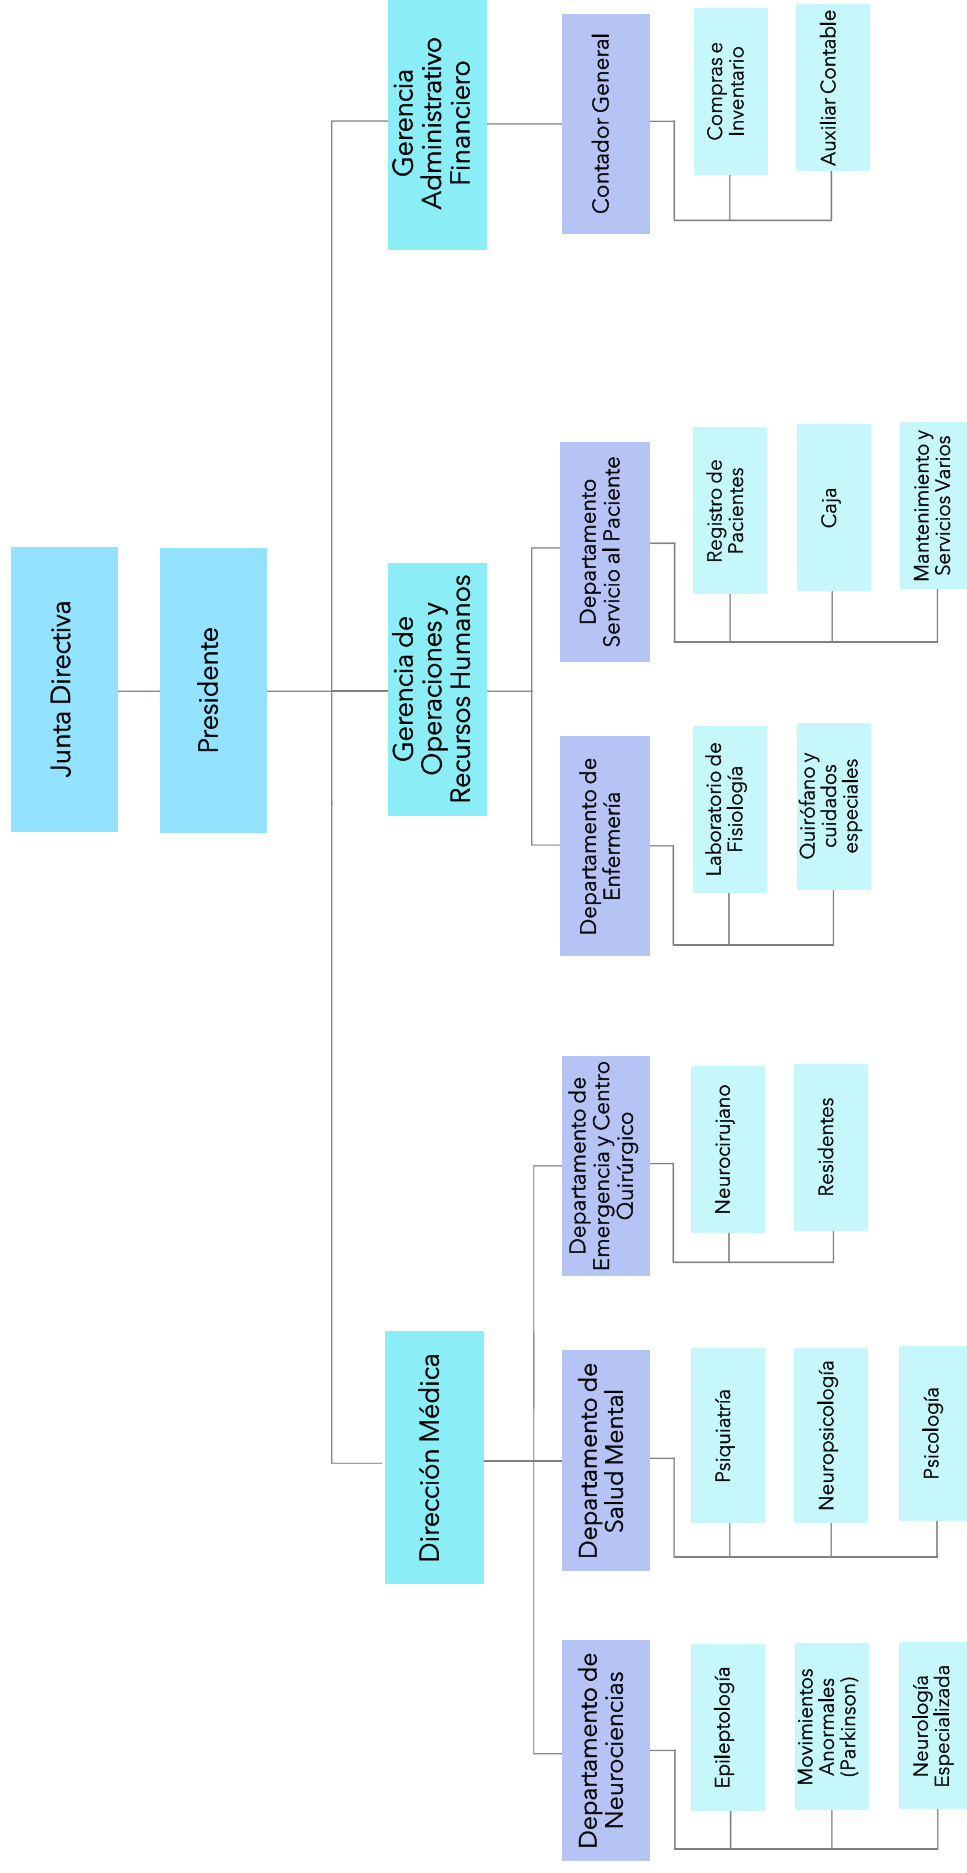 Junta Directiva
Presidente
Dirección Médica
Gerencia de
Operaciones y
Recursos Humanos
Gerencia
Administrativo
Financiero
Departamento de
Neurociencias
Departamento de
Salud Mental
Departamento de
Emergencia y Centro
Quirúrgico
Departamento de
Enfermería
Departamento
Servicio al Paciente
Contador General
Epileptología
Movimientos
Anormales
(Parkinson)
Neurología
Especializada
Psiquiatría
Neuropsicología
Psicología
Neurocirujano
Residentes
Laboratorio de
Fisiología
Quirófano y
cuidados
especiales
Registro de
Pacientes
Caja
Mantenimiento y
Servicios Varios
Compras e
Inventario
Auxiliar Contable